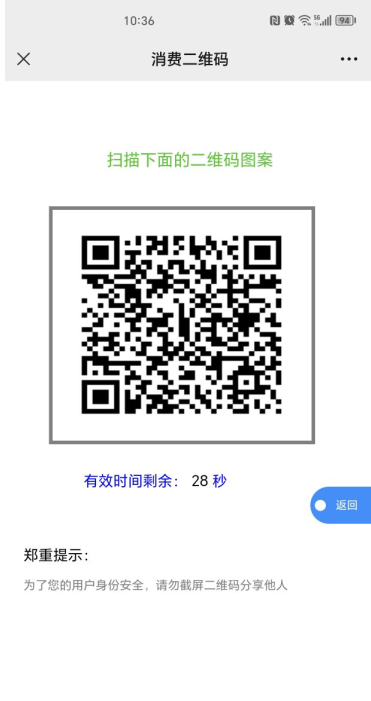 10:36
94
消费二维码
扫描下面的二维码图案
有效时间剩余： 28 秒
返回
郑重提示：
为了您的用户身份安全，请勿截屏二维码分享他人